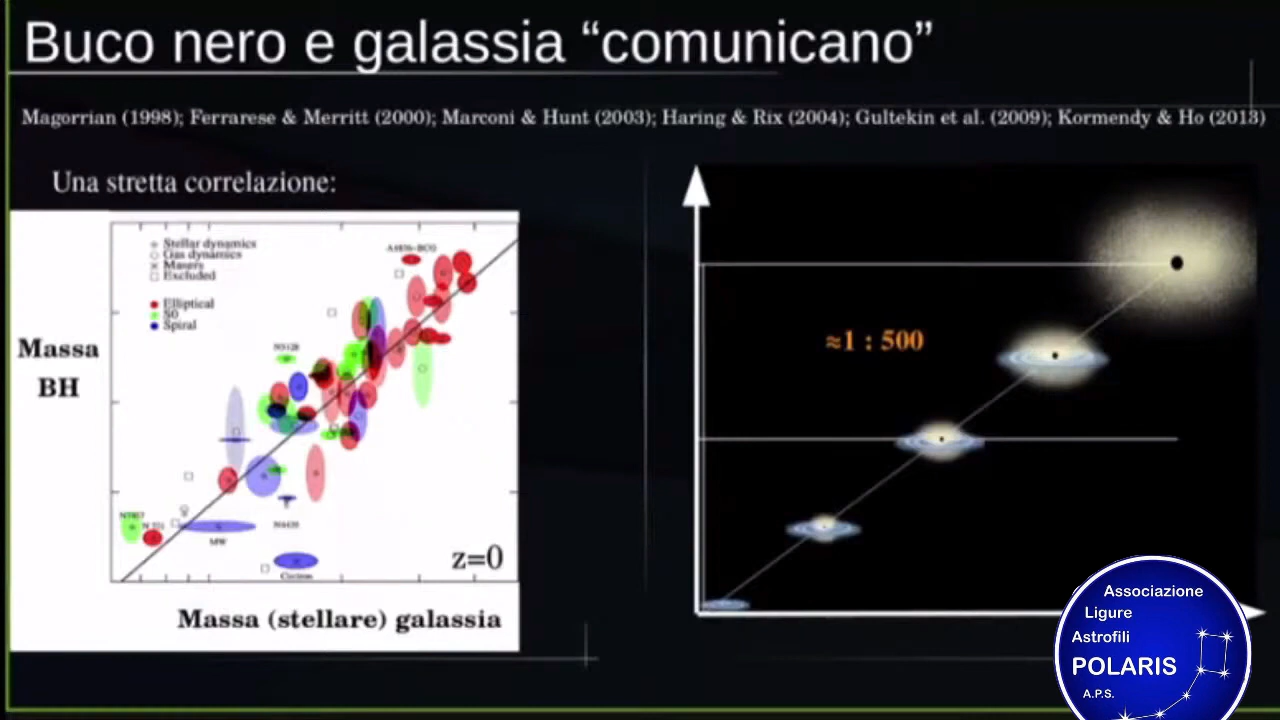 Buco nero e galassia “comunicano”
Magorrian (1998); Ferrarese & Merritt (2000); Marconi & Hunt (2003); Haring & Rix (2004); Gultekin et al. (2009); Kormendy & Ho (2013)
Una stretta correlazione:
Stellar dynamics
Gas dynamics
Masers
Excluded
Elliptical
S0
Spiral
Massa
BH
MW
Circinus
z=0
Massa (stellare) galassia
≈1 : 500
Associazione
Ligure
Astrofili
POLARIS
A.P.S.